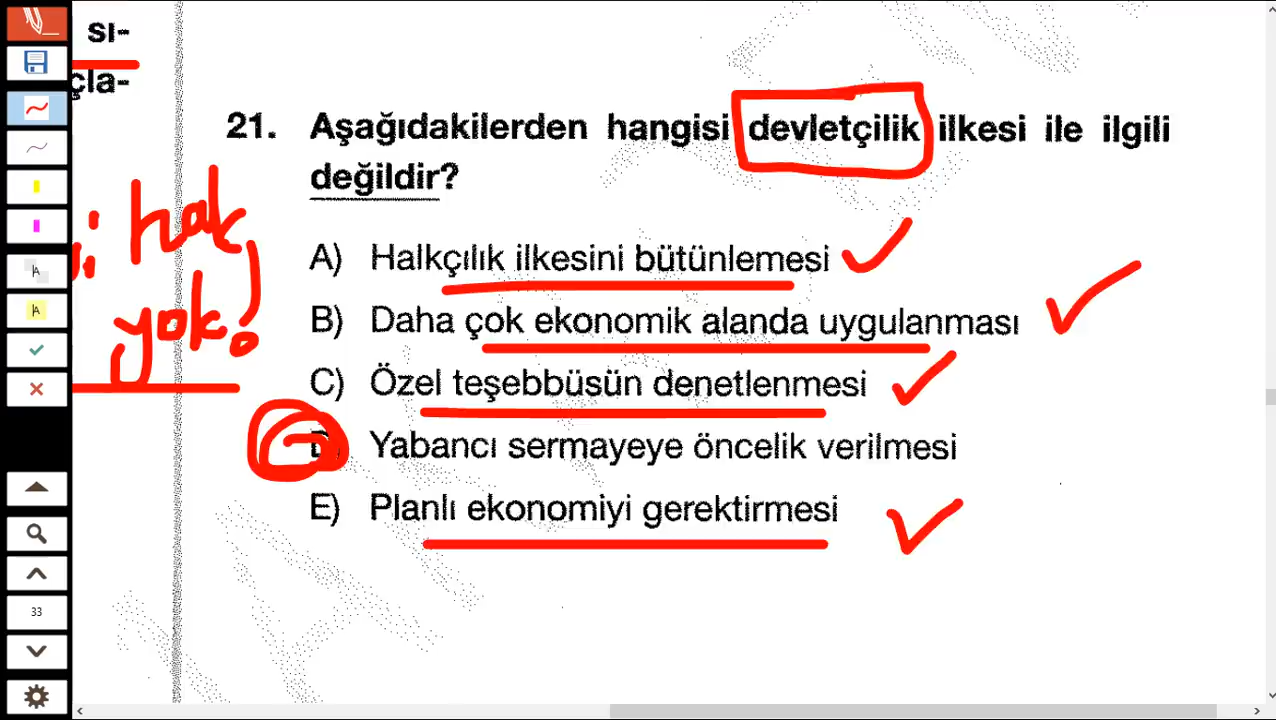 sı-
çla-
21. Aşağıdakilerden hangisi devletçilik ilkesi ile ilgili
değildir?
hak
yok.
A) Halkçılık ilkesini bütünlemesi
B) Daha çok ekonomik alanda uygulanması
C) Özel teşebbüsün denetlenmesi
D) Yabancı sermayeye öncelik verilmesi
E) Planlı ekonomiyi gerektirmesi
A
A
33